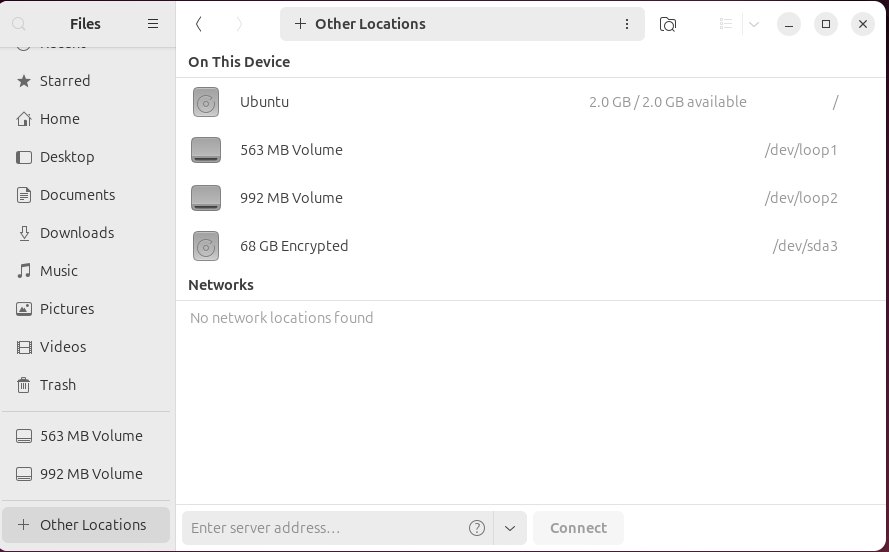 Files
Other Locations
Recent
Starred
Home
Desktop
Documents
Downloads
Music
Pictures
Videos
Trash
563 MB Volume
992 MB Volume
Other Locations
On This Device
Ubuntu 2.0 GB / 2.0 GB available /
563 MB Volume /dev/loop1
992 MB Volume /dev/loop2
68 GB Encrypted /dev/sda3
Networks
No network locations found
Enter server address… Connect